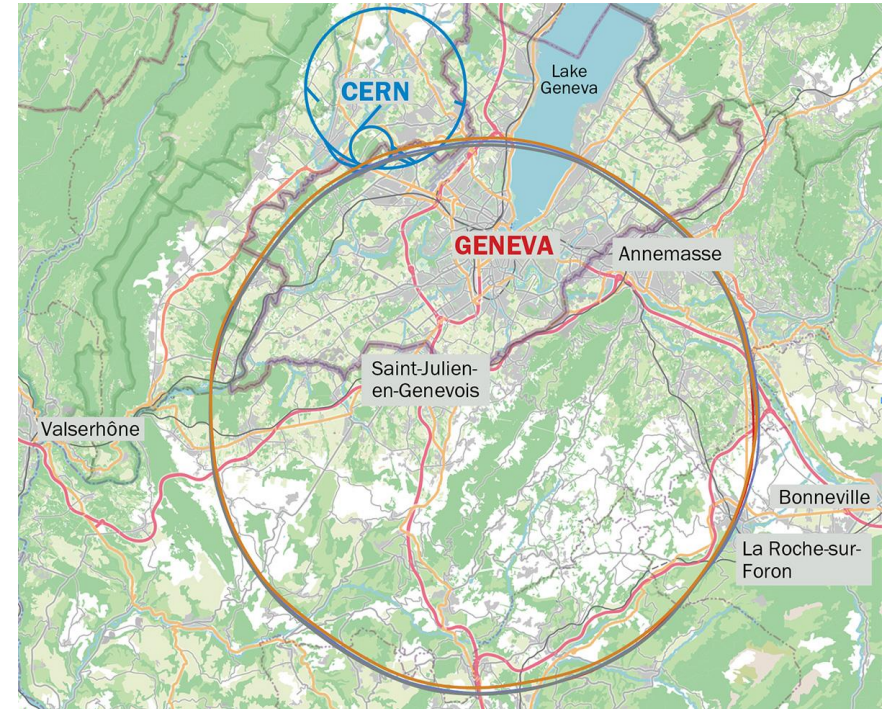 Lake
Geneva
CERN
GENEVA
Annemasse
Saint-Julien-
en-Genevois
Valserhône
Bonneville
La Roche-sur-
Foron